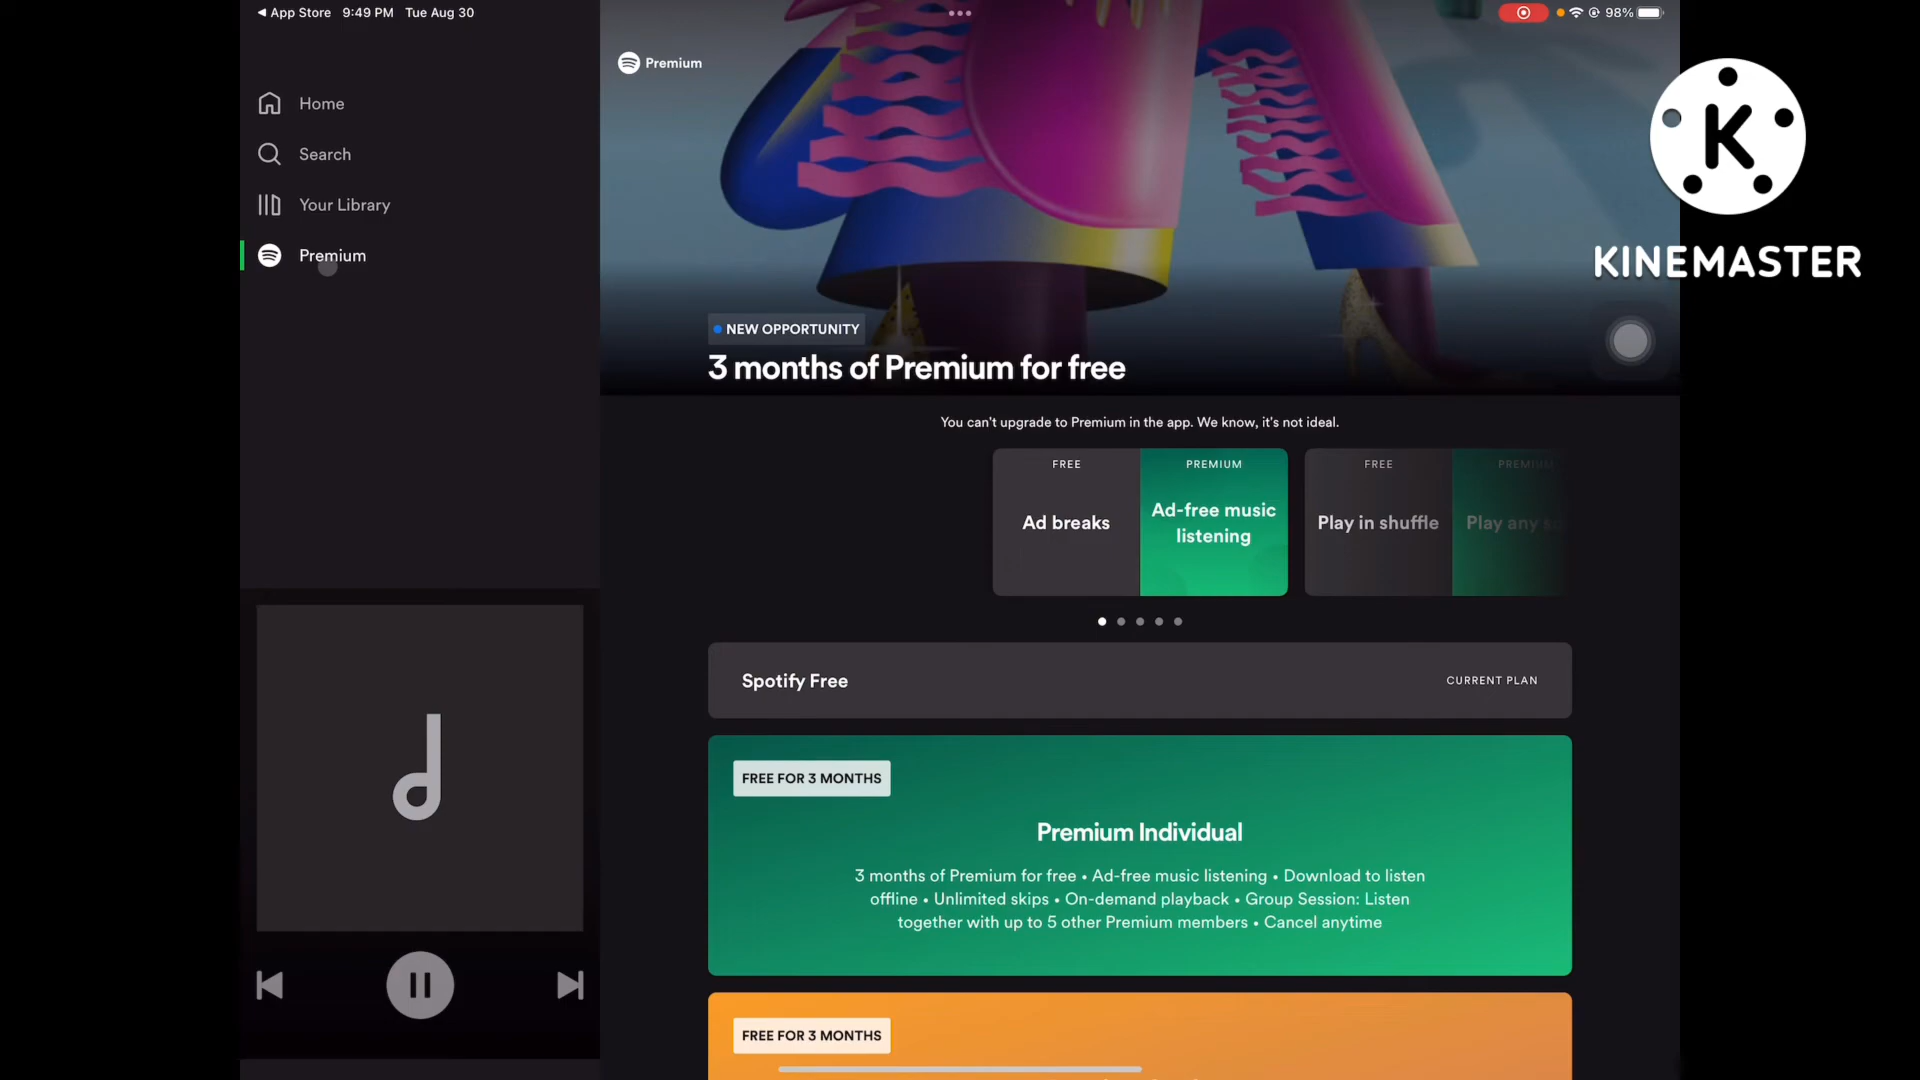 App Store 9:49 PM Tue Aug 30
98%
Home
Search
Your Library
Premium
Premium
K
KINEMASTER
NEW OPPORTUNITY
3 months of Premium for free
You can't upgrade to Premium in the app. We know, it's not ideal.
FREE
Ad breaks
PREMIUM
Ad-free music
listening
FREE
Play in shuffle
PREMIUM
Play any
Spotify Free
CURRENT PLAN
FREE FOR 3 MONTHS
Premium Individual
3 months of Premium for free • Ad-free music listening • Download to listen
offline • Unlimited skips • On-demand playback • Group Session: Listen
together with up to 5 other Premium members • Cancel anytime
FREE FOR 3 MONTHS